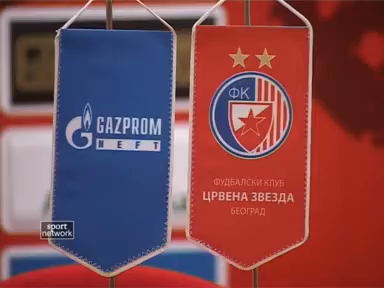 GAZPROM
NEFT
ФК
ФУДБАЛСКИ КЛУБ
ЦРВЕНА ЗВЕЗДА
БЕОГРАД
sport
network